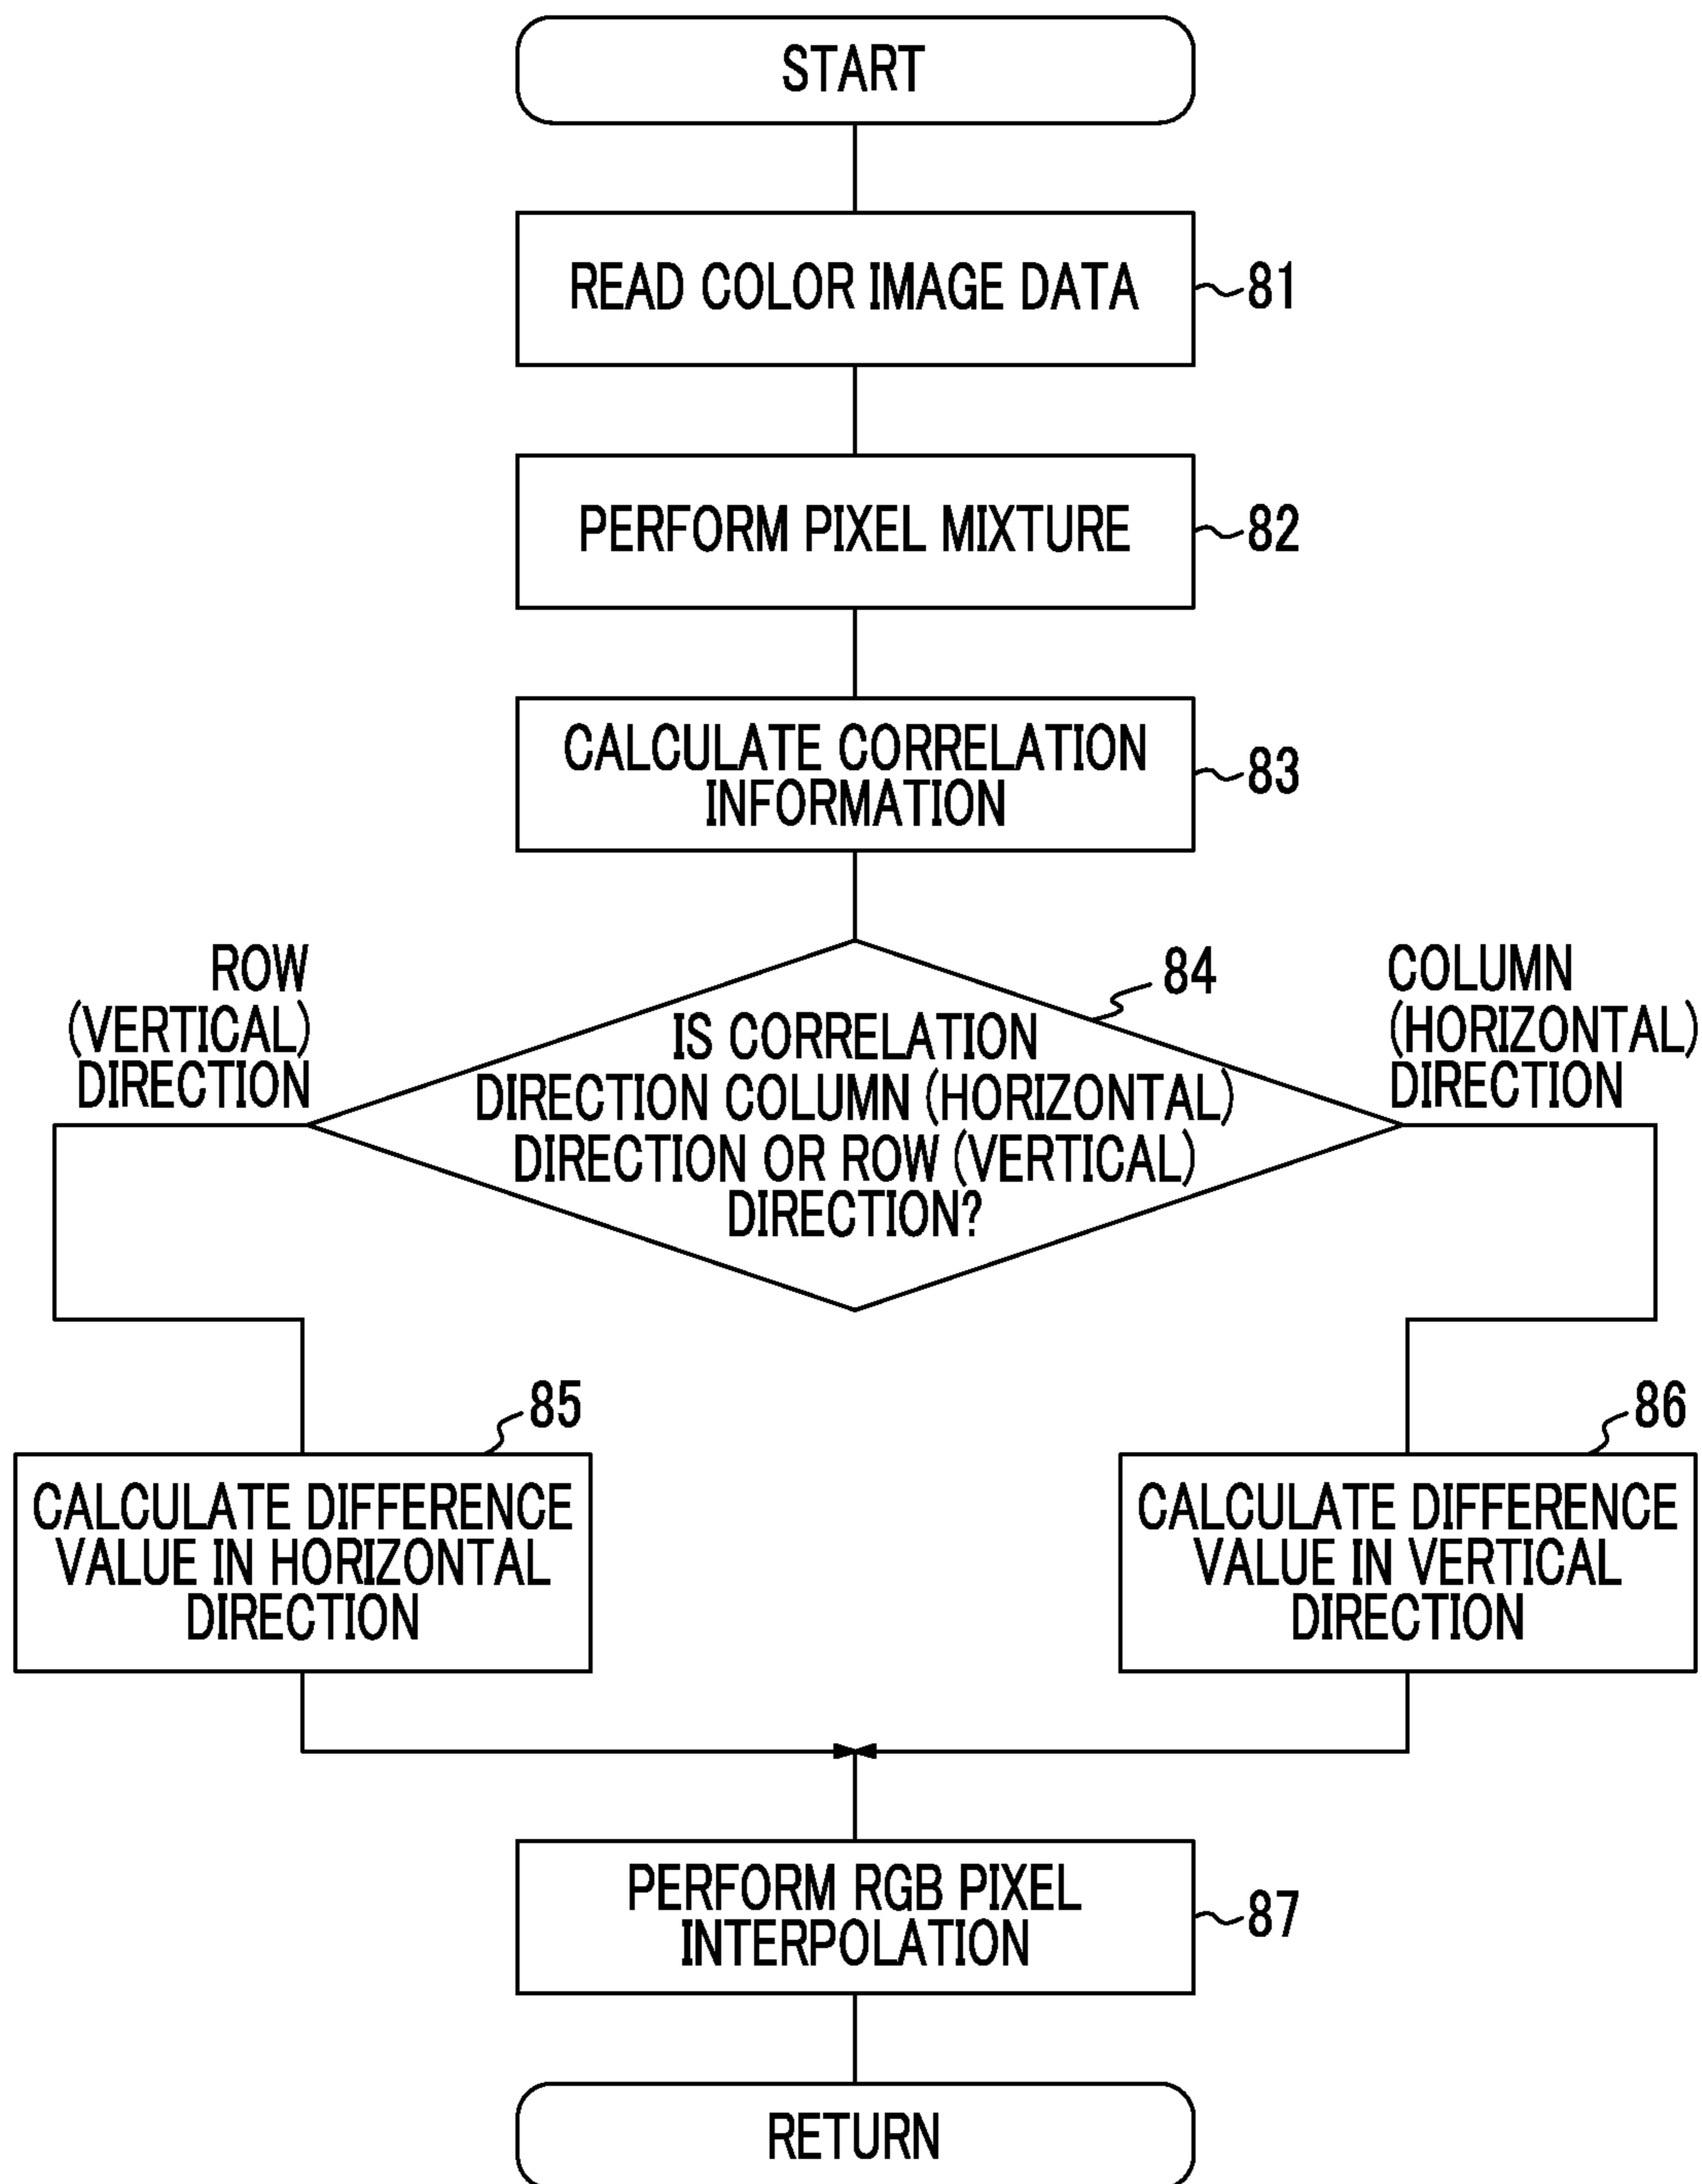 START
READ COLOR IMAGE DATA
81
PERFORM PIXEL MIXTURE
82
CALCULATE CORRELATION
INFORMATION
83
ROW
(VERTICAL)
DIRECTION
84
IS CORRELATION
DIRECTION COLUMN (HORIZONTAL)
DIRECTION OR ROW (VERTICAL)
DIRECTION?
COLUMN
(HORIZONTAL)
DIRECTION
85
CALCULATE DIFFERENCE
VALUE IN HORIZONTAL
DIRECTION
86
CALCULATE DIFFERENCE
VALUE IN VERTICAL
DIRECTION
PERFORM RGB PIXEL
INTERPOLATION
87
RETURN